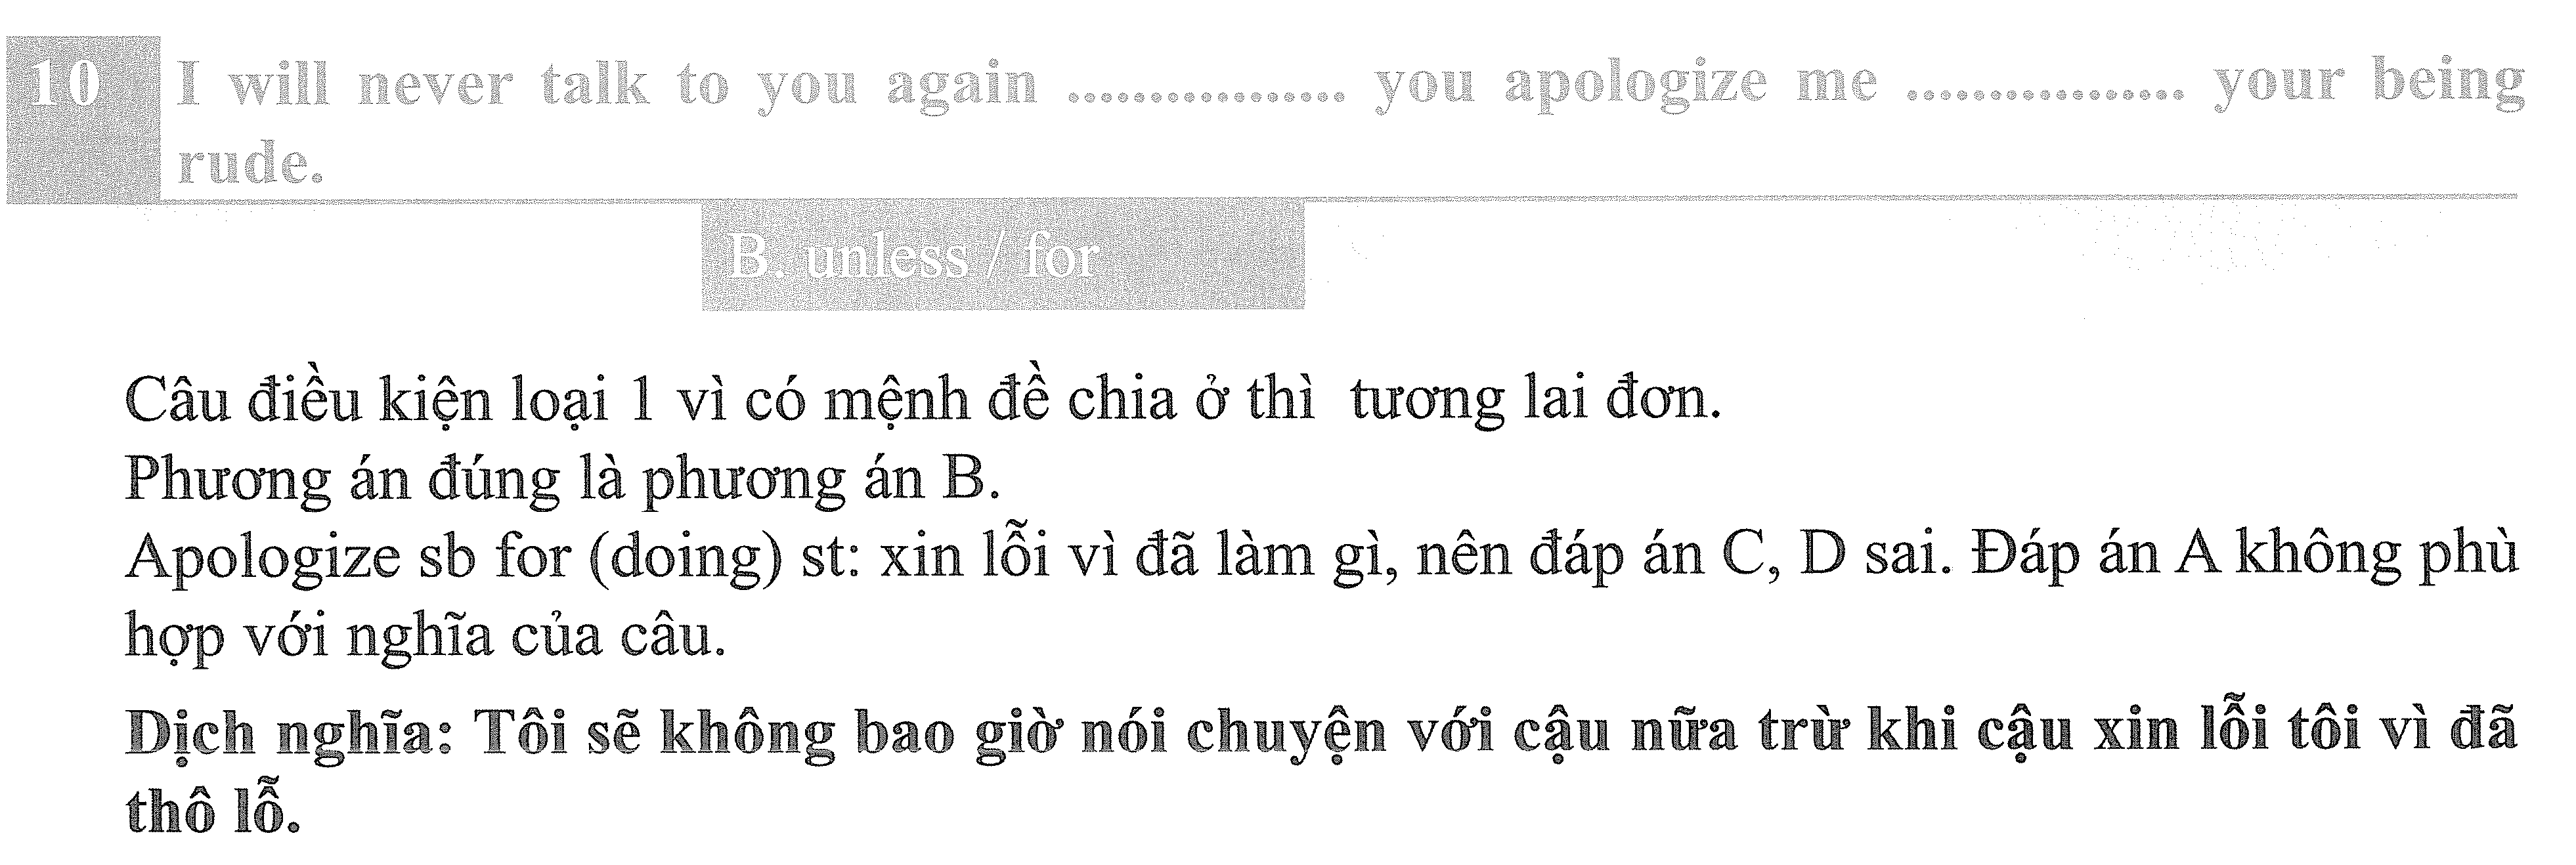 10 I will never talk to you again ................. you apologize me ................. your being
rude.
B. unless / for
Câu điều kiện loại 1 vì có mệnh đề chia ở thì tương lai đơn.
Phương án đúng là phương án B.
Apologize sb for (doing) st: xin lỗi vì đã làm gì, nên đáp án C, D sai. Đáp án A không phù
hợp với nghĩa của câu.
Dịch nghĩa: Tôi sẽ không bao giờ nói chuyện với cậu nữa trừ khi cậu xin lỗi tôi vì đã
thô lỗ.